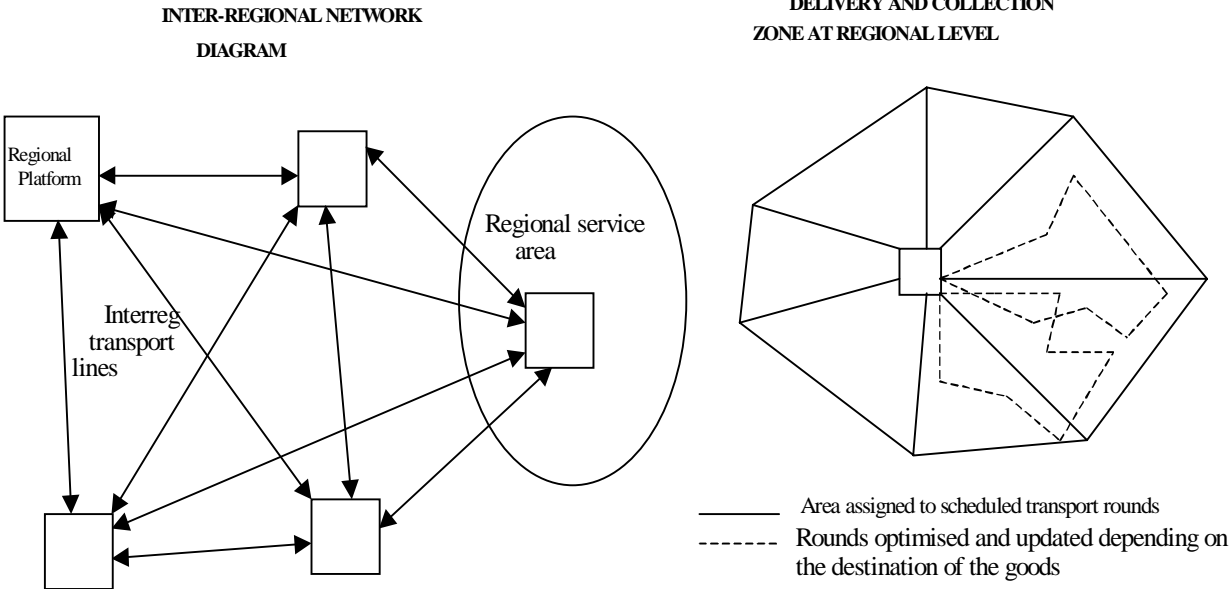 INTER-REGIONAL NETWORK
DIAGRAM
DELIVERY AND COLLECTION
ZONE AT REGIONAL LEVEL
Regional
Platform
Regional service
area
Interreg
transport
lines
Area assigned to scheduled transport rounds
Rounds optimised and updated depending on
the destination of the goods